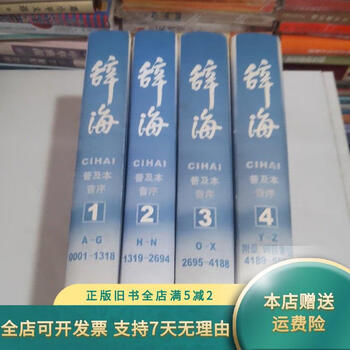 辞海
CIHAI
普及本
音序
1
A-G
0001-1318
辞海
CIHAI
普及本
音序
2
H-N
1319-2694
辞海
CIHAI
普及本
音序
3
O-X
2695-4188
辞海
CIHAI
普及本
音序
4
Y-Z
正版旧书全店满5减2
全店可开发票 支持7天无理由
本店赠送
运费险